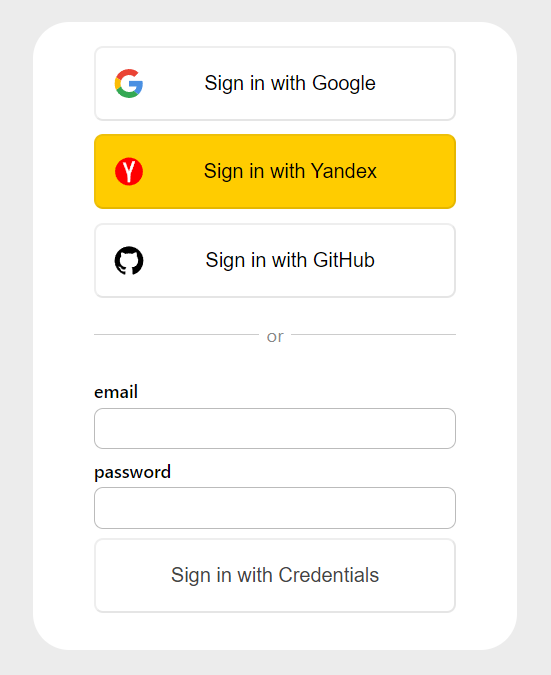 Sign in with Google
Sign in with Yandex
Sign in with GitHub
or
email
password
Sign in with Credentials